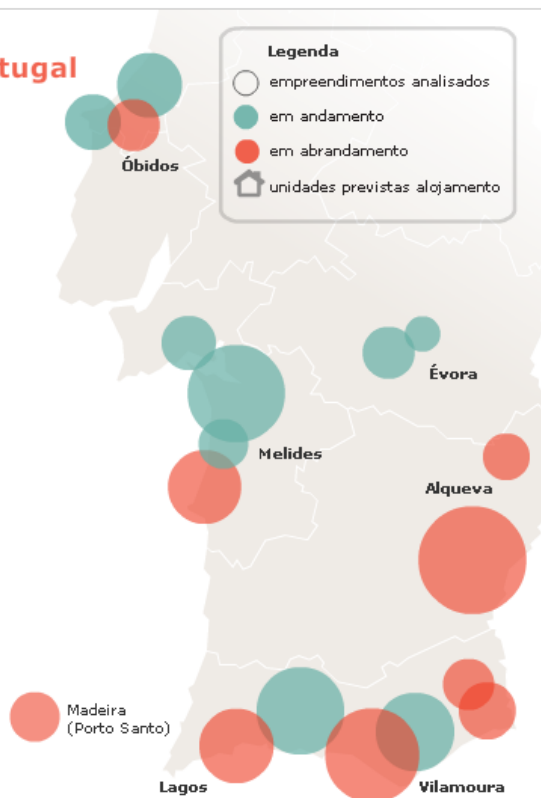 tugal
Legenda
empreendimentos analisados
em andamento
em abrandamento
unidades previstas alojamento
Óbidos
Évora
Melides
Alqueva
Madeira
(Porto Santo)
Lagos
Vilamoura